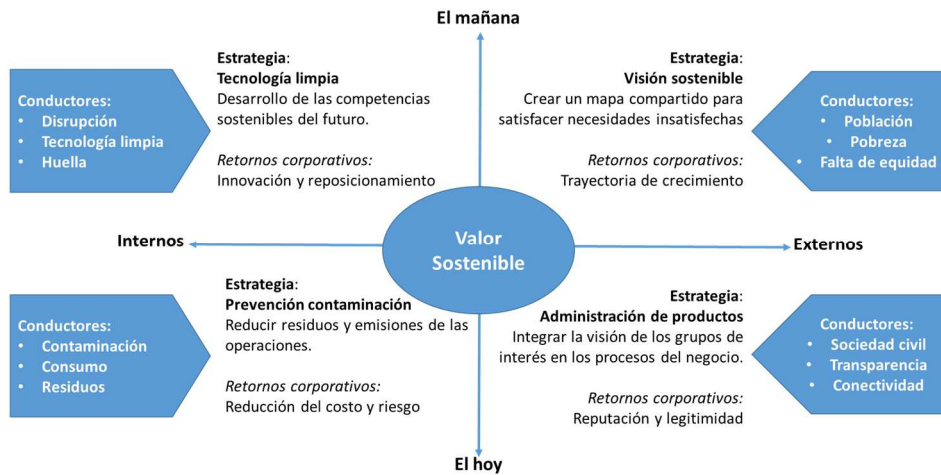 El mañana
Conductores:
• Disrupción
• Tecnología limpia
• Huella
Estrategia:
Tecnología limpia
Desarrollo de las competencias
sostenibles del futuro.
Retornos corporativos:
Innovación y reposicionamiento
Estrategia:
Visión sostenible
Crear un mapa compartido para
satisfacer necesidades insatisfechas
Retornos corporativos:
Trayectoria de crecimiento
Conductores:
• Población
• Pobreza
• Falta de equidad
Internos
Valor
Sostenible
Externos
Conductores:
• Contaminación
• Consumo
• Residuos
Estrategia:
Prevención contaminación
Reducir residuos y emisiones de las
operaciones.
Retornos corporativos:
Reducción del costo y riesgo
Estrategia:
Administración de productos
Integrar la visión de los grupos de
interés en los procesos del negocio.
Retornos corporativos:
Reputación y legitimidad
Conductores:
• Sociedad civil
• Transparencia
• Conectividad
El hoy